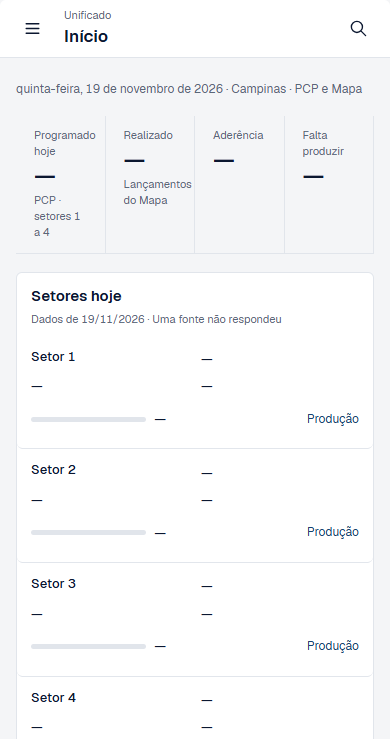 Unificado
Início
quinta-feira, 19 de novembro de 2026 · Campinas · PCP e Mapa
Programado hoje
—
PCP · setores 1 a 4
Realizado
—
Lançamentos do Mapa
Aderência
—
Falta produzir
—
Setores hoje
Dados de 19/11/2026 · Uma fonte não respondeu
Setor 1 —
— —
— Produção
Setor 2 —
— —
— Produção
Setor 3 —
— —
— Produção
Setor 4 —
— —